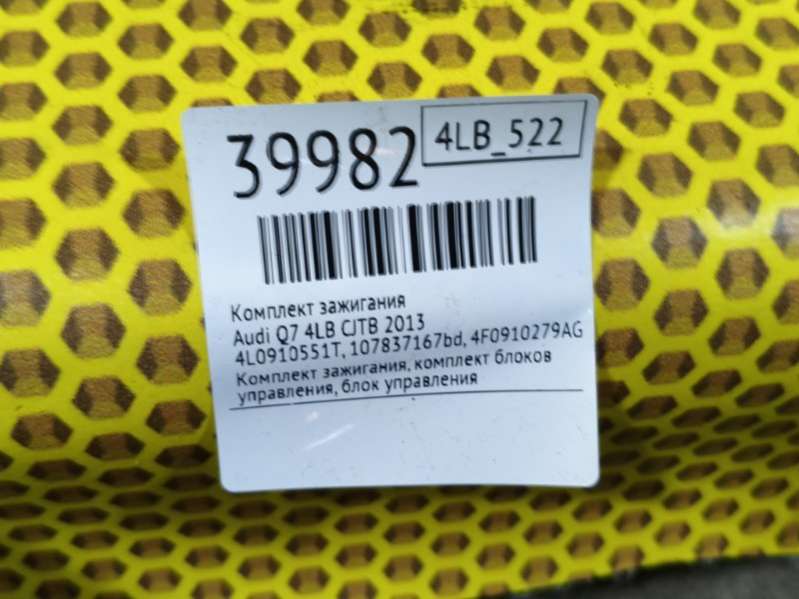 39982
4LB_522
Комплект зажигания
Audi Q7 4LB CJTB 2013
4L0910551T, 107837167bd, 4F0910279AG
Комплект зажигания, комплект блоков
управления, блок управления